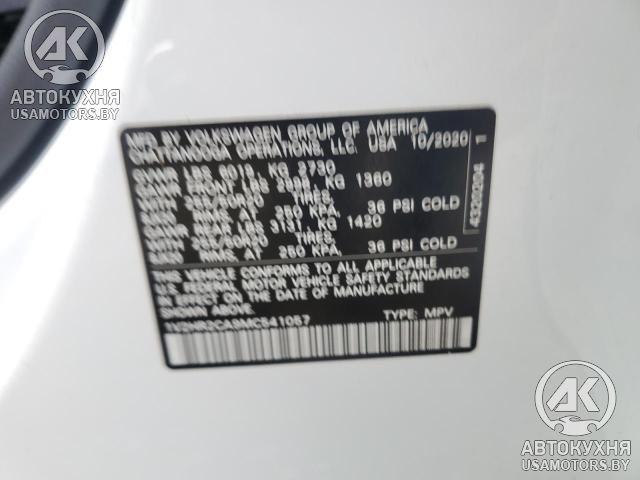 AK
АВТОКУХНЯ
USAMOTORS.BY
MFD BY VOLKSWAGEN GROUP OF AMERICA
CHATTANOOGA OPERATIONS, LLC. USA 10/2020 1
GVWR LBS 6019, KG 2730
GAWR FRONT LBS 2998, KG 1360
WITH 255/50R20 TIRES,
RIMS, AT 250 KPA, 36 PSI COLD
GAWR REAR LBS 3131, KG 1420
WITH 255/50R20 TIRES,
RIMS, AT 250 KPA, 36 PSI COLD
THIS VEHICLE CONFORMS TO ALL APPLICABLE
U.S. FEDERAL MOTOR VEHICLE SAFETY STANDARDS
IN EFFECT ON THE DATE OF MANUFACTURE
SHOWN ABOVE.
TYPE: MPV
AK
АВТОКУХНЯ
USAMOTORS.BY